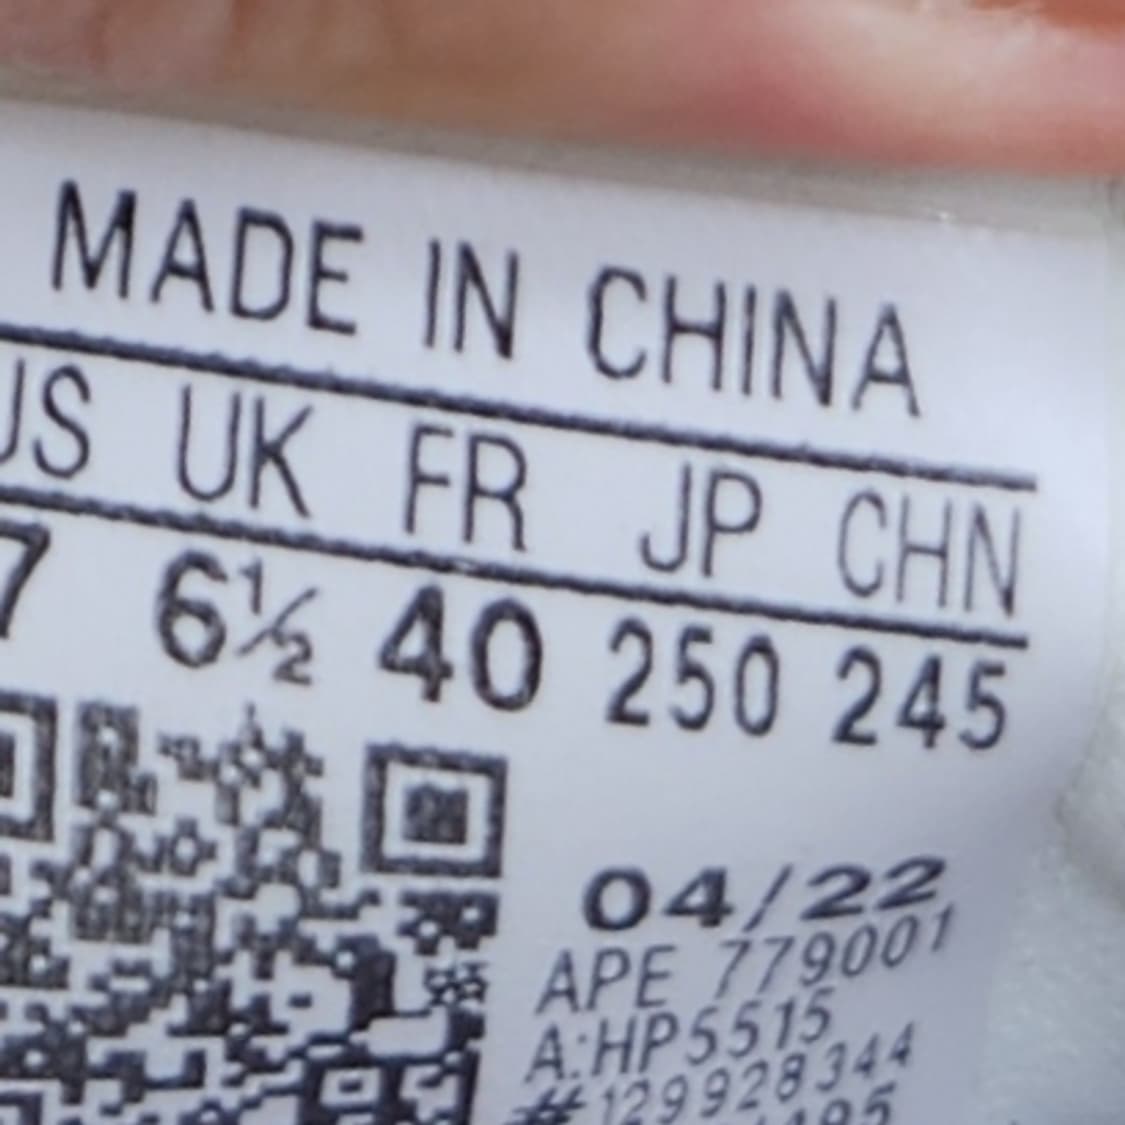 MADE IN CHINA
US UK FR JP CHN
7 6½ 40 250 245
04/22
APE 779001
A:HP5515
#129928344